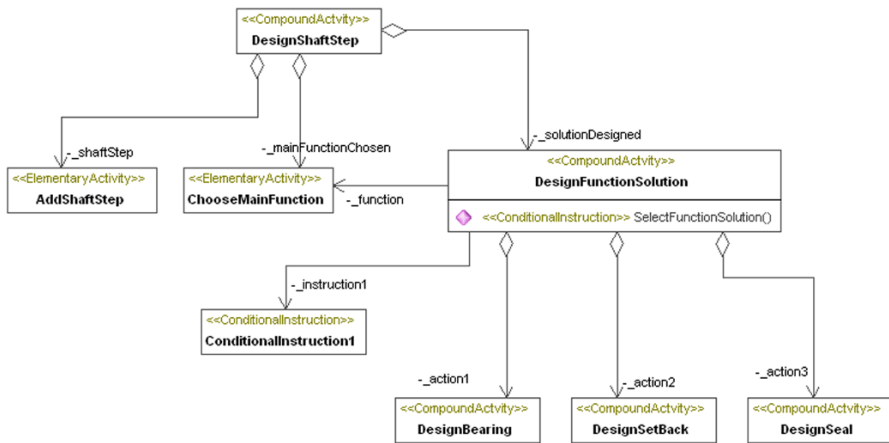 <<CompoundActvity>>
DesignShaftStep
-_shaftStep
-_mainFunctionChosen
-_solutionDesigned
<<ElementaryActivity>>
AddShaftStep
<<ElementaryActivity>>
ChooseMainFunction
<<CompoundActvity>>
DesignFunctionSolution
-_function
<<ConditionalInstruction>> SelectFunctionSolution()
-_instruction1
<<ConditionalInstruction>>
ConditionalInstruction1
-_action1
-_action2
-_action3
<<CompoundActvity>>
DesignBearing
<<CompoundActvity>>
DesignSetBack
<<CompoundActvity>>
DesignSeal